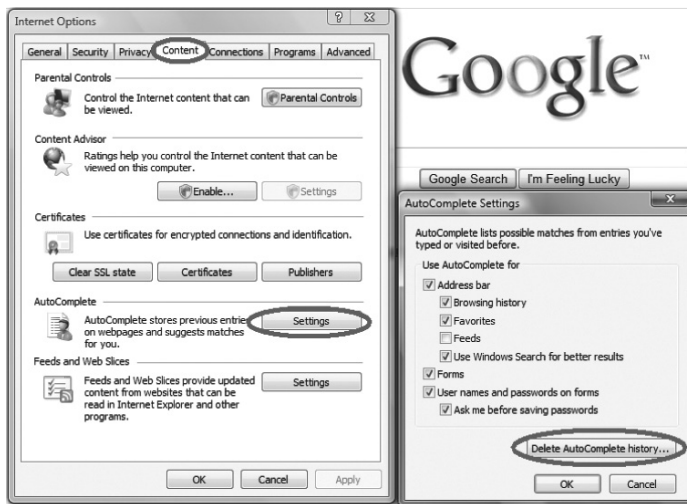 Internet Options
General Security Privacy Content Connections Programs Advanced
Parental Controls
Control the Internet content that can
be viewed.
Parental Controls
Content Advisor
Ratings help you control the Internet content that can be
viewed on this computer.
Enable...
Settings
Certificates
Use certificates for encrypted connections and identification.
Clear SSL state
Certificates
Publishers
AutoComplete
AutoComplete stores previous entries
on webpages and suggests matches
for you.
Settings
Feeds and Web Slices
Feeds and Web Slices provide updated
content from websites that can be
read in Internet Explorer and other
programs.
Settings
OK
Cancel
Apply
Google™
Google Search
I'm Feeling Lucky
AutoComplete Settings
AutoComplete lists possible matches from entries you've
typed or visited before.
Use AutoComplete for
Address bar
Browsing history
Favorites
Feeds
Use Windows Search for better results
Forms
User names and passwords on forms
Ask me before saving passwords
Delete AutoComplete history...
OK
Cancel